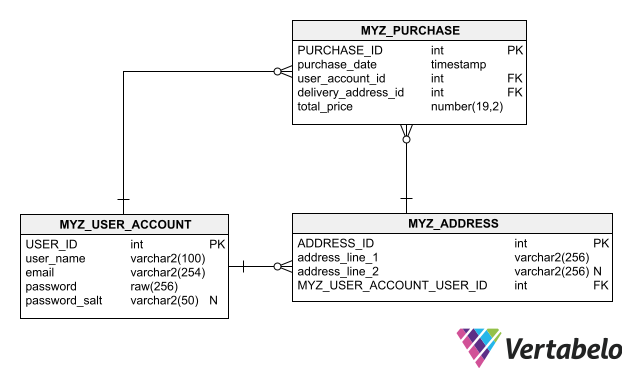 MYZ_PURCHASE
PURCHASE_ID int PK
purchase_date timestamp
user_account_id int FK
delivery_address_id int FK
total_price number(19,2)
MYZ_USER_ACCOUNT
USER_ID int PK
user_name varchar2(100)
email varchar2(254)
password raw(256)
password_salt varchar2(50) N
MYZ_ADDRESS
ADDRESS_ID int PK
address_line_1 varchar2(256)
address_line_2 varchar2(256) N
MYZ_USER_ACCOUNT_USER_ID int FK
Vertabelo